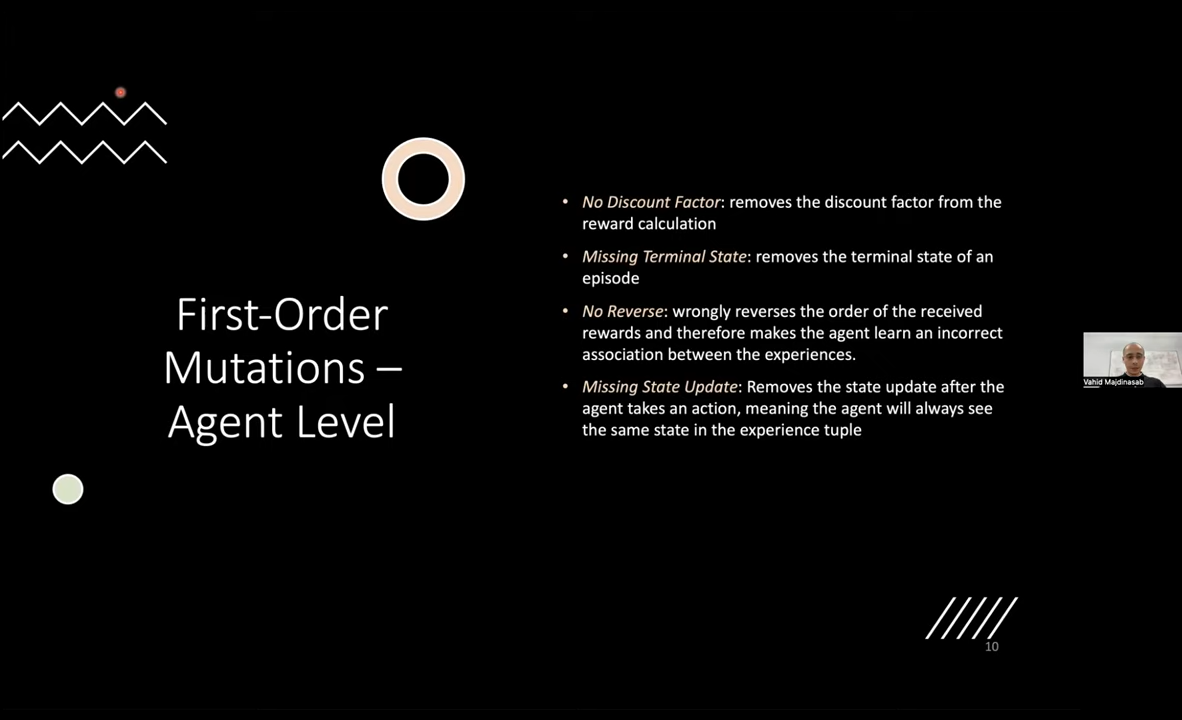 First-Order
Mutations –
Agent Level
• No Discount Factor: removes the discount factor from the
reward calculation
• Missing Terminal State: removes the terminal state of an
episode
• No Reverse: wrongly reverses the order of the received
rewards and therefore makes the agent learn an incorrect
association between the experiences.
• Missing State Update: Removes the state update after the
agent takes an action, meaning the agent will always see
the same state in the experience tuple
Vahid Majdinasab
10